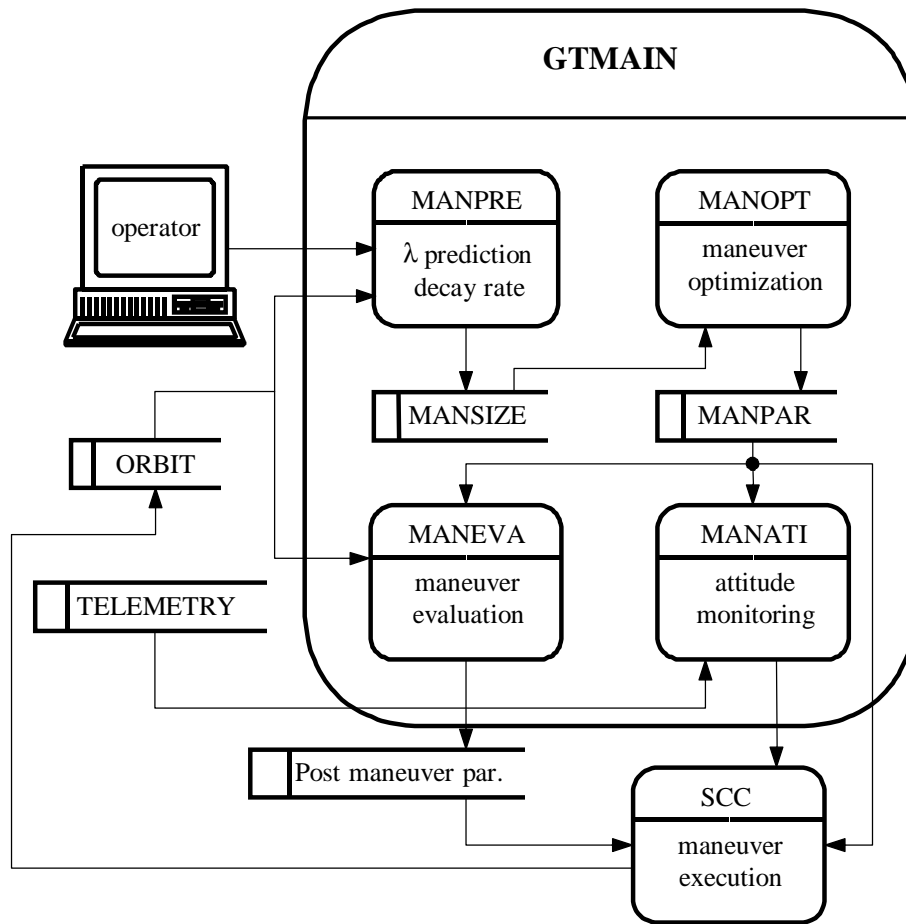 GTMAIN
operator
MANPRE
λ prediction
decay rate
MANOPT
maneuver
optimization
MANSIZE
MANPAR
ORBIT
MANEVA
maneuver
evaluation
MANATI
attitude
monitoring
TELEMETRY
Post maneuver par.
SCC
maneuver
execution